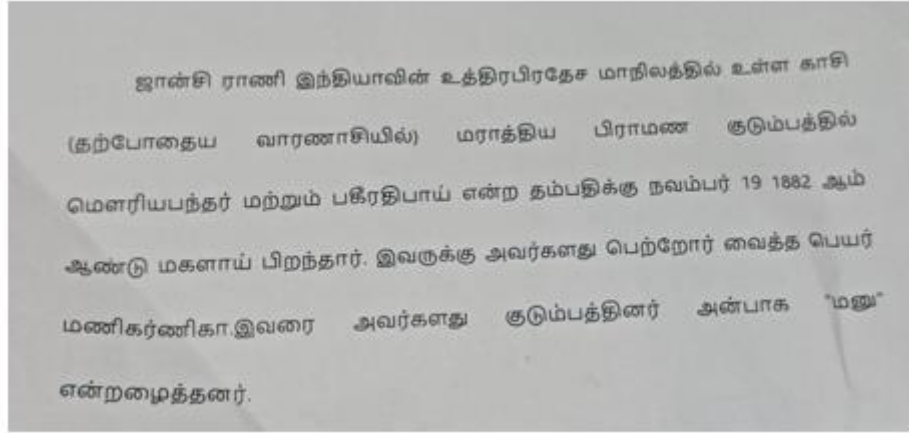 ஜான்சி ராணி இந்தியாவின் உத்திரபிரதேச மாநிலத்தில் உள்ள காசி
(தற்போதைய வாரணாசியில்) மராத்திய பிராமண குடும்பத்தில்
மௌரியபந்தர் மற்றும் பகீரதிபாய் என்ற தம்பதிக்கு நவம்பர் 19 1882 ஆம்
ஆண்டு மகளாய் பிறந்தார். இவருக்கு அவர்களது பெற்றோர் வைத்த பெயர்
மணிகர்ணிகா.இவரை அவர்களது குடும்பத்தினர் அன்பாக "மனு"
என்றழைத்தனர்.